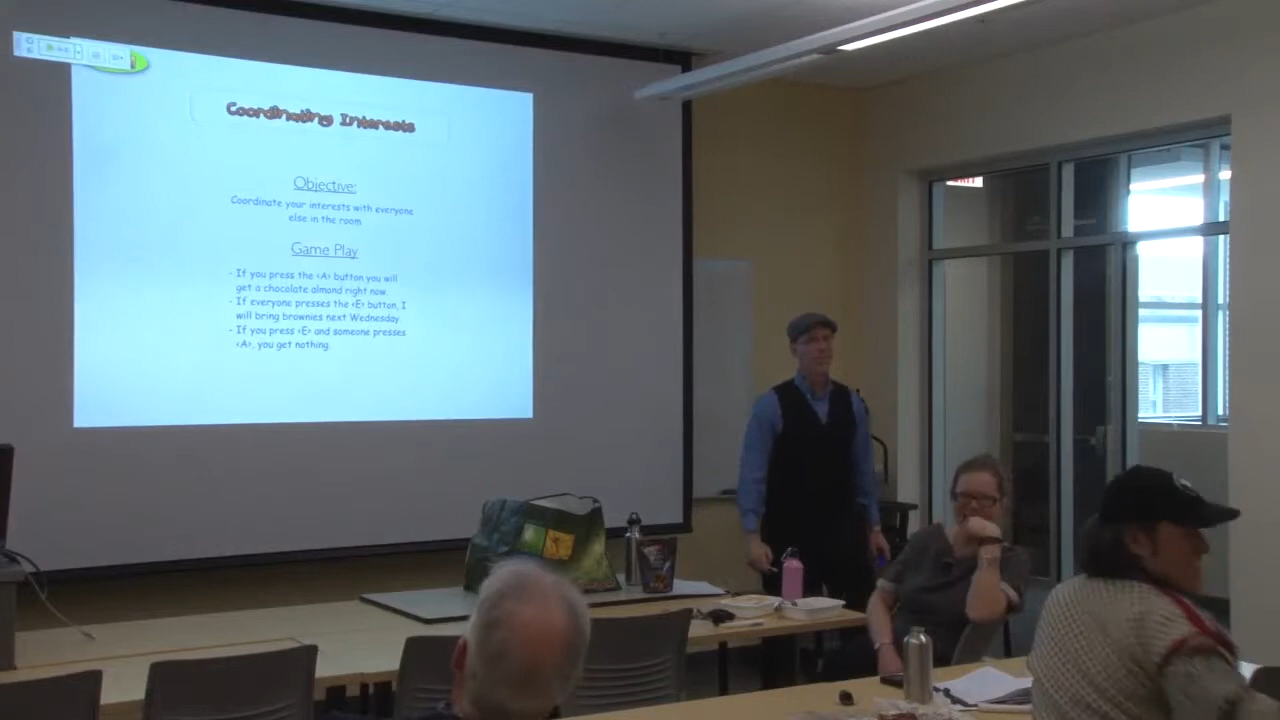 Coordinating Interests
Objective:
Coordinate your interests with everyone
else in the room
Game Play
- If you press the <A> button you will
get a chocolate almond right now.
- If everyone presses the <E> button, I
will bring brownies next Wednesday.
- If you press <E> and someone presses
<A>, you get nothing.